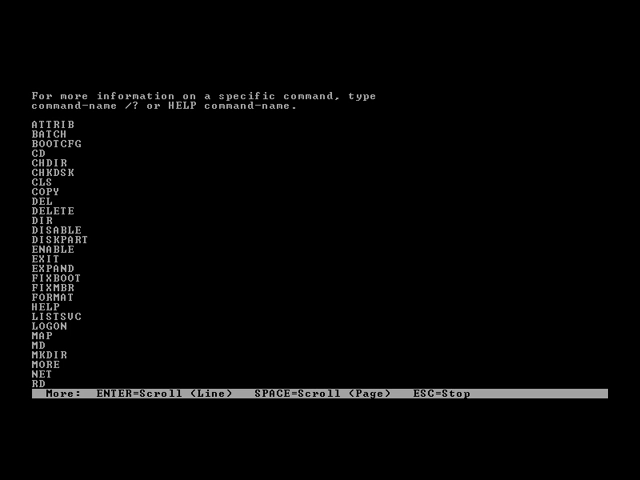 For more information on a specific command, type
command-name /? or HELP command-name.
ATTRIB
BATCH
BOOTCFG
CD
CHDIR
CHKDSK
CLS
COPY
DEL
DELETE
DIR
DISABLE
DISKPART
ENABLE
EXIT
EXPAND
FIXBOOT
FIXMBR
FORMAT
HELP
LISTSVC
LOGON
MAP
MD
MKDIR
MORE
NET
RD
More:  ENTER=Scroll (Line)   SPACE=Scroll (Page)   ESC=Stop